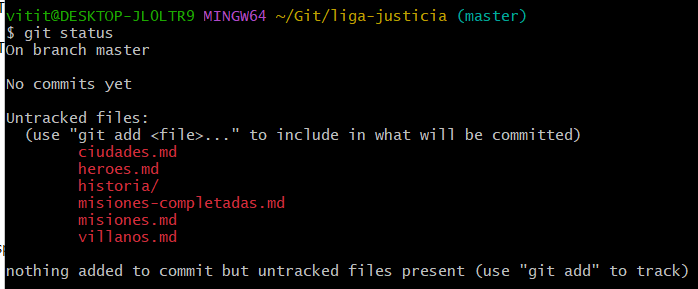 vitit@DESKTOP-JL0LTR9 MINGW64 ~/Git/liga-justicia (master)
$ git status
On branch master
No commits yet
Untracked files:
  (use "git add <file>..." to include in what will be committed)
        ciudades.md
        heroes.md
        historia/
        misiones-completadas.md
        misiones.md
        villanos.md
nothing added to commit but untracked files present (use "git add" to track)